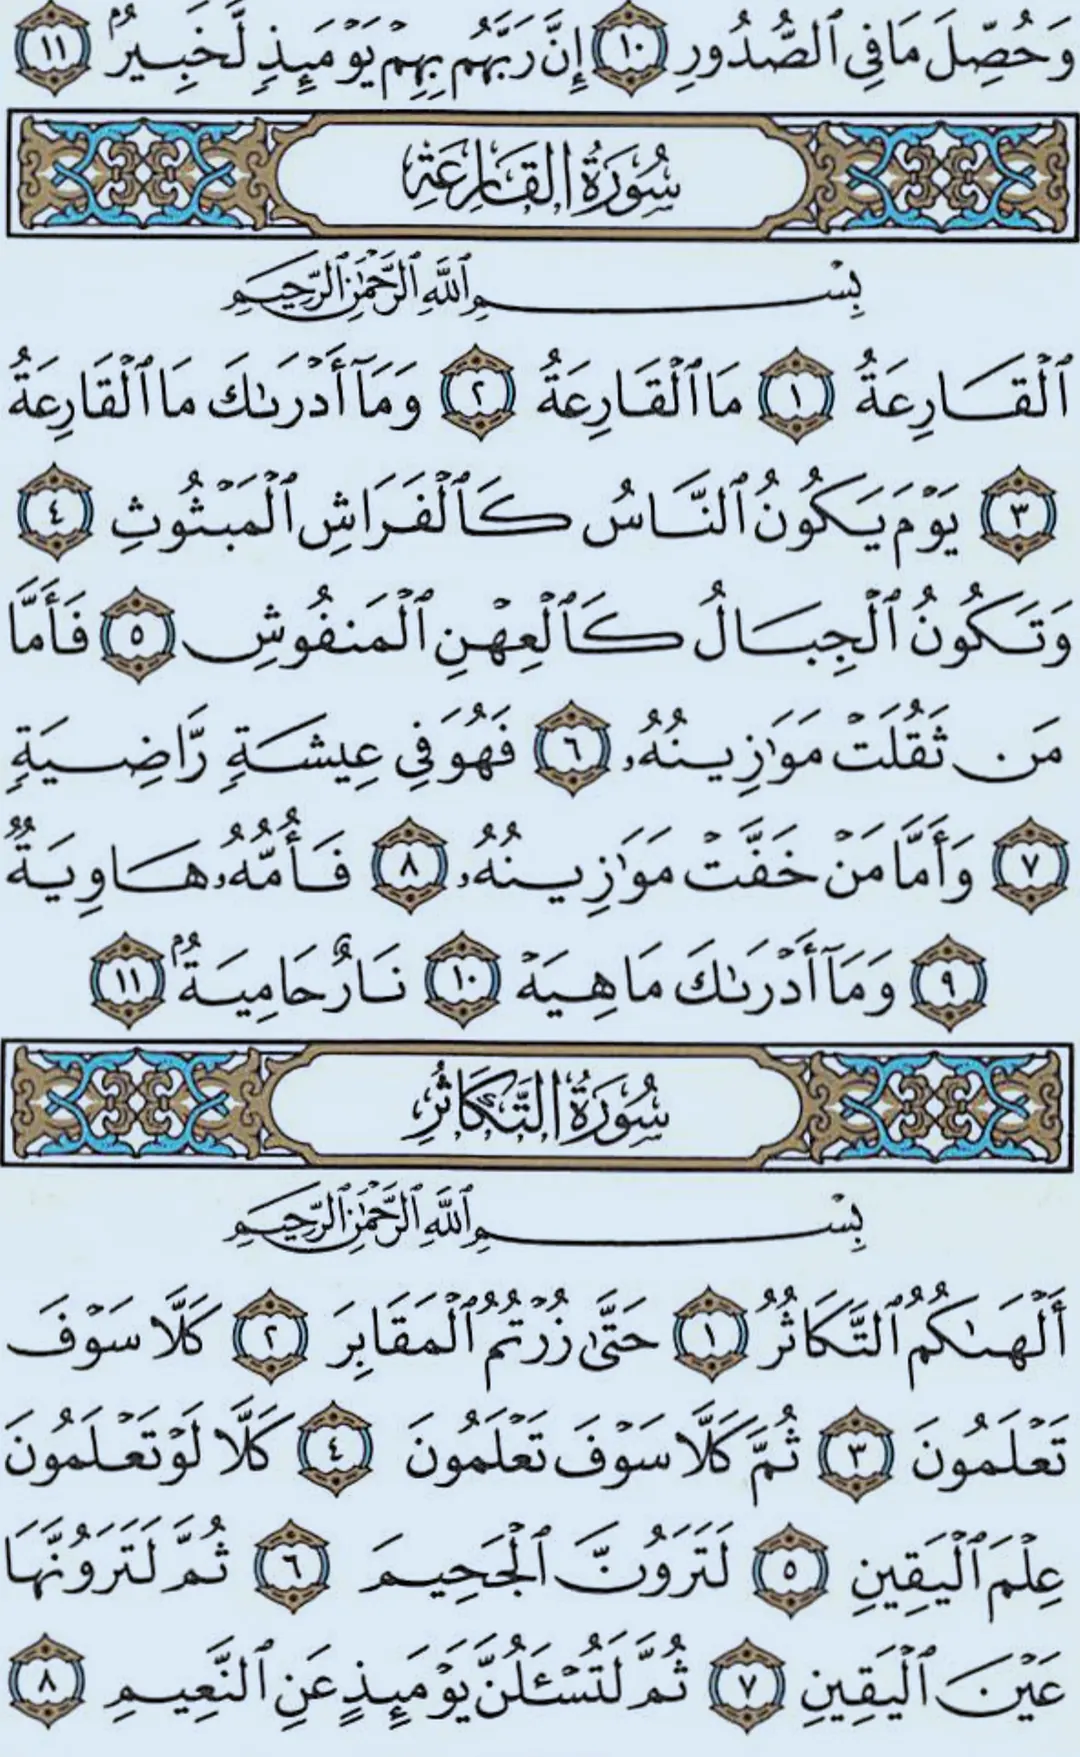 وَحُصِّلَ مَا فِى ٱلصُّدُورِ ١٠ إِنَّ رَبَّهُم بِهِمْ يَوْمَئِذٍ لَّخَبِيرٌۢ ١١
سُورَةُ القَارِعَةِ
بِسْمِ ٱللَّهِ ٱلرَّحْمَٰنِ ٱلرَّحِيمِ
ٱلْقَارِعَةُ ١ مَا ٱلْقَارِعَةُ ٢ وَمَآ أَدْرَىٰكَ مَا ٱلْقَارِعَةُ
٣ يَوْمَ يَكُونُ ٱلنَّاسُ كَٱلْفَرَاشِ ٱلْمَبْثُوثِ ٤
وَتَكُونُ ٱلْجِبَالُ كَٱلْعِهْنِ ٱلْمَنفُوشِ ٥ فَأَمَّا
مَن ثَقُلَتْ مَوَٰزِينُهُۥ ٦ فَهُوَ فِى عِيشَةٍ رَّاضِيَةٍ
٧ وَأَمَّا مَنْ خَفَّتْ مَوَٰزِينُهُۥ ٨ فَأُمُّهُۥ هَاوِيَةٌ
٩ وَمَآ أَدْرَىٰكَ مَا هِيَهْ ١٠ نَارٌ حَامِيَةٌۢ ١١
سُورَةُ التَّكَاثُرِ
بِسْمِ ٱللَّهِ ٱلرَّحْمَٰنِ ٱلرَّحِيمِ
أَلْهَىٰكُمُ ٱلتَّكَاثُرُ ١ حَتَّىٰ زُرْتُمُ ٱلْمَقَابِرَ ٢ كَلَّا سَوْفَ
تَعْلَمُونَ ٣ ثُمَّ كَلَّا سَوْفَ تَعْلَمُونَ ٤ كَلَّا لَوْ تَعْلَمُونَ
عِلْمَ ٱلْيَقِينِ ٥ لَتَرَوُنَّ ٱلْجَحِيمَ ٦ ثُمَّ لَتَرَوُنَّهَا
عَيْنَ ٱلْيَقِينِ ٧ ثُمَّ لَتُسْـَٔلُنَّ يَوْمَئِذٍ عَنِ ٱلنَّعِيمِ ٨